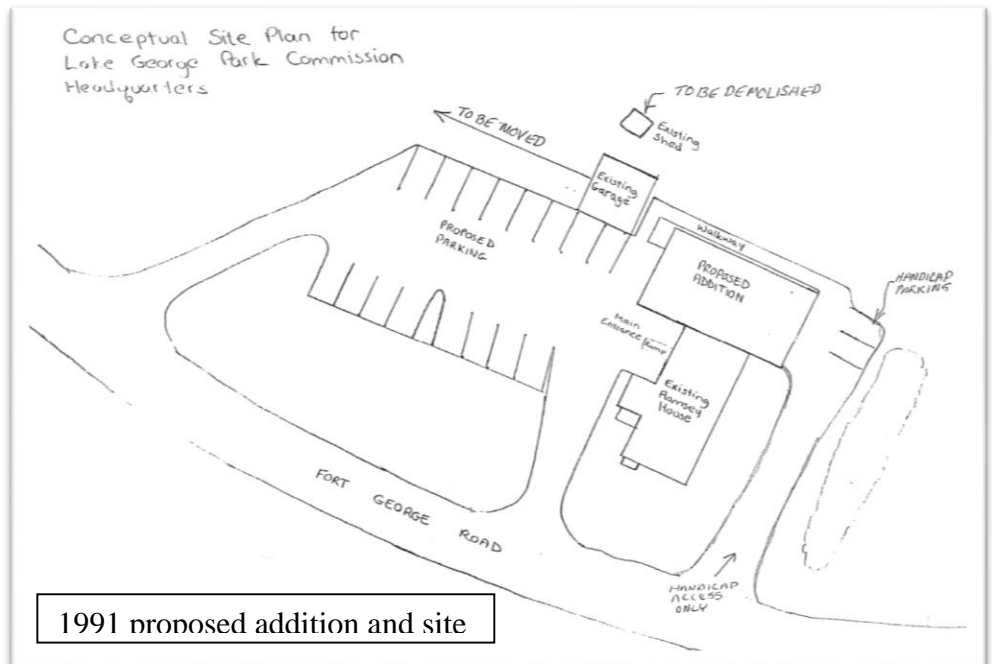 Conceptual Site Plan for
Lake George Park Commission
Headquarters
TO BE DEMOLISHED
TO BE MOVED
Existing
Shed
Existing
Garage
Walkway
PROPOSED
PARKING
PROPOSED
ADDITION
HANDICAP
PARKING
Main
Entrance
Existing
Ramsey
House
FORT GEORGE ROAD
HANDICAP
ACCESS
ONLY
1991 proposed addition and site